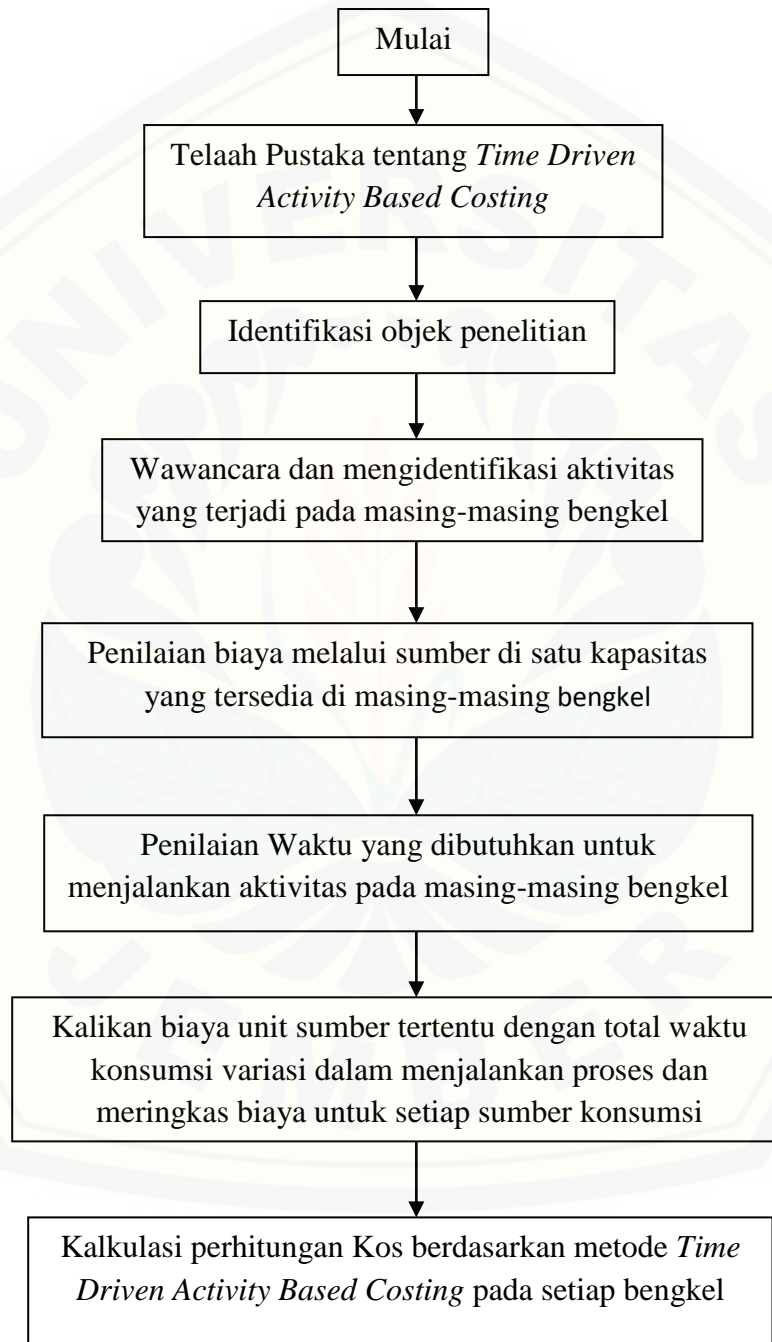 Mulai
Telaah Pustaka tentang Time Driven
Activity Based Costing
Identifikasi objek penelitian
Wawancara dan mengidentifikasi aktivitas
yang terjadi pada masing-masing bengkel
Penilaian biaya melalui sumber di satu kapasitas
yang tersedia di masing-masing bengkel
Penilaian Waktu yang dibutuhkan untuk
menjalankan aktivitas pada masing-masing bengkel
Kalikan biaya unit sumber tertentu dengan total waktu
konsumsi variasi dalam menjalankan proses dan
meringkas biaya untuk setiap sumber konsumsi
Kalkulasi perhitungan Kos berdasarkan metode Time
Driven Activity Based Costing pada setiap bengkel
UNIVERSITAS
JEMBER